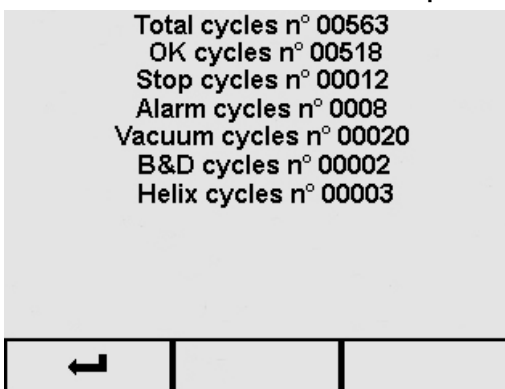 Total cycles n° 00563
OK cycles n° 00518
Stop cycles n° 00012
Alarm cycles n° 0008
Vacuum cycles n° 00020
B&D cycles n° 00002
Helix cycles n° 00003